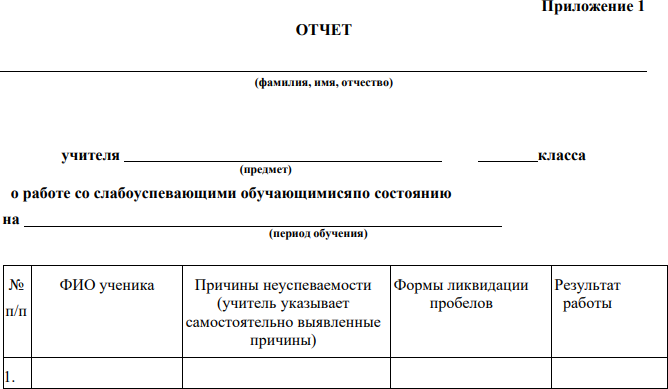 Приложение 1
ОТЧЕТ
(фамилия, имя, отчество)
учителя класса
(предмет)
о работе со слабоуспевающими обучающимисяпо состоянию
на
(период обучения)
№
п/п
ФИО ученика
Причины неуспеваемости
(учитель указывает
самостоятельно выявленные
причины)
Формы ликвидации
пробелов
Результат
работы
1.